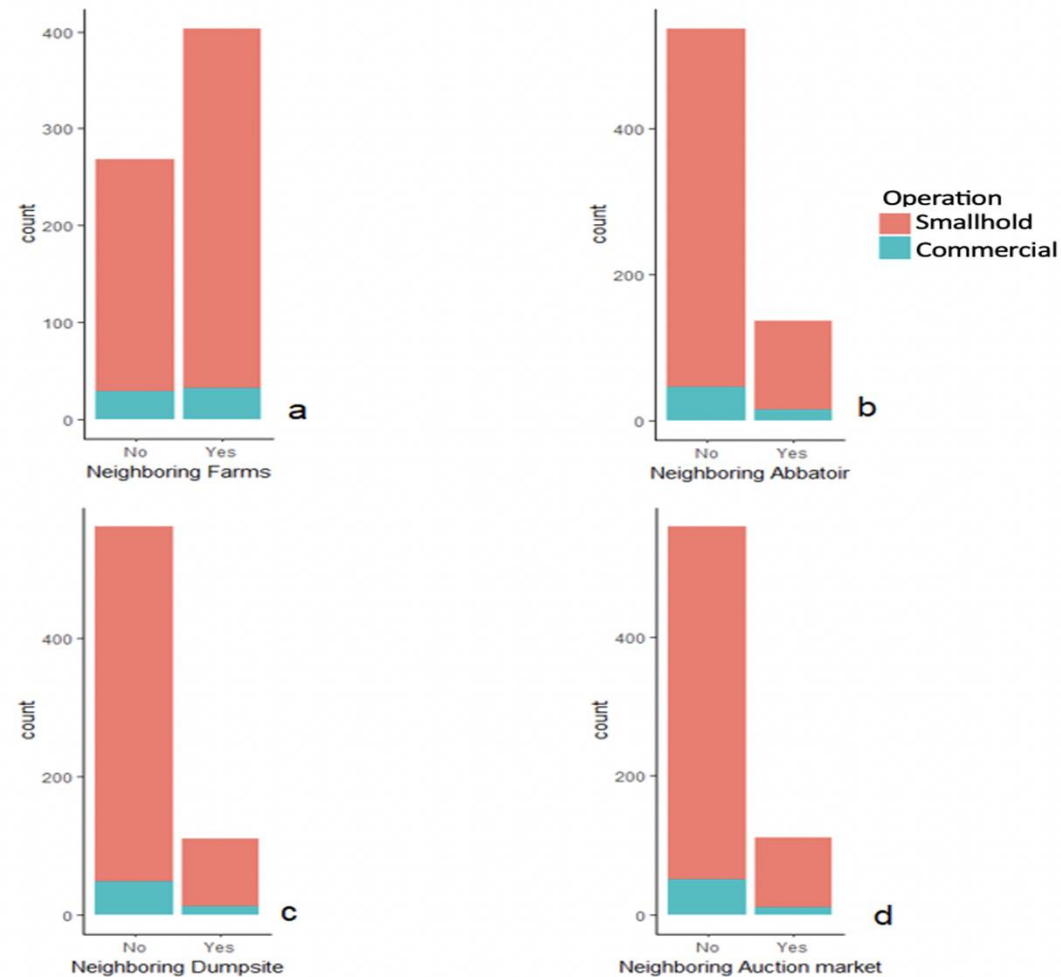 400
300
200
100
0
count
No Yes
Neighboring Farms
a
400
200
0
count
No Yes
Neighboring Abbatoir
b
Operation
Smallhold
Commercial
400
200
0
count
No Yes
Neighboring Dumpsite
c
400
200
0
count
No Yes
Neighboring Auction market
d